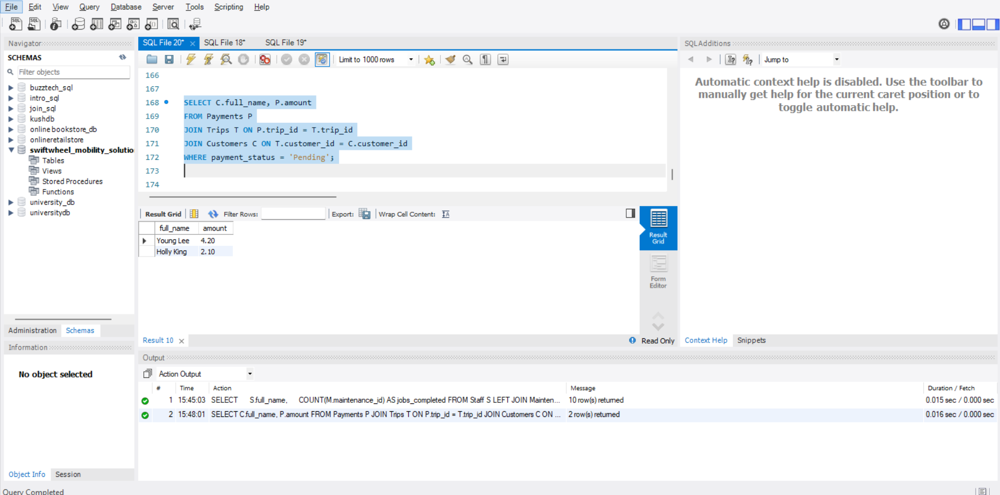 File Edit View Query Database Server Tools Scripting Help
Navigator
SCHEMAS
Filter objects
buzztech_sql
intro_sql
join_sql
kushdb
online bookstore_db
onlineretailstore
swiftwheel_mobility_solutio
Tables
Views
Stored Procedures
Functions
university_db
universitydb
Administration Schemas
Information
No object selected
Object Info Session
Query Completed
SQL File 20* SQL File 18* SQL File 19*
Limit to 1000 rows
166
167
168 SELECT C.full_name, P.amount
169 FROM Payments P
170 JOIN Trips T ON P.trip_id = T.trip_id
171 JOIN Customers C ON T.customer_id = C.customer_id
172 WHERE payment_status = 'Pending';
173
174
Result Grid Filter Rows: Export: Wrap Cell Content:
full_name amount
Young Lee 4.20
Holly King 2.10
Result
Grid
Form
Editor
Result 10 Read Only
SQLAdditions
Jump to
Automatic context help is disabled. Use the toolbar to
manually get help for the current caret position or to
toggle automatic help.
Context Help Snippets
Output
Action Output
# Time Action Message Duration / Fetch
1 15:45:03 SELECT S.full_name, COUNT(M.maintenance_id) AS jobs_completed FROM Staff S LEFT JOIN Mainten... 10 row(s) returned 0.015 sec / 0.000 sec
2 15:48:01 SELECT C.full_name, P.amount FROM Payments P JOIN Trips T ON P.trip_id = T.trip_id JOIN Customers C ON ... 2 row(s) returned 0.016 sec / 0.000 sec